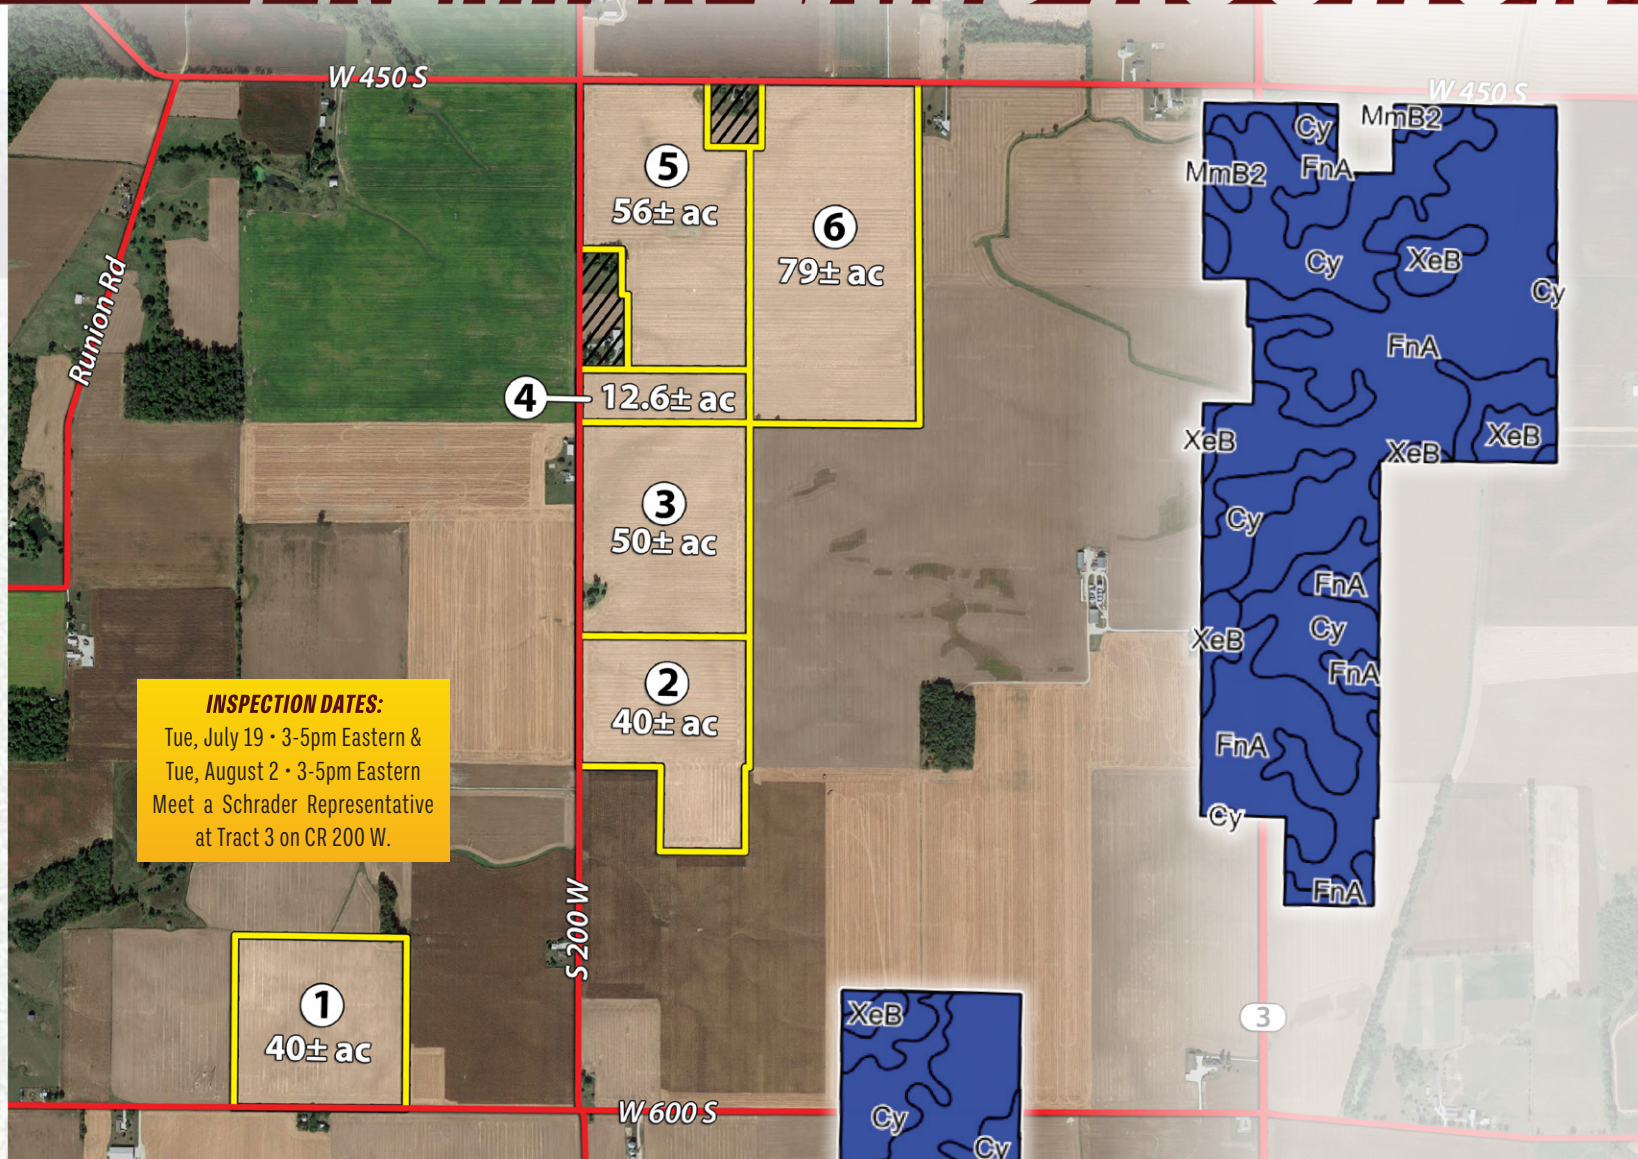 W 450 S
W 450 S
Runion Rd
5
56± ac
6
79± ac
4
12.6± ac
3
50± ac
2
40± ac
INSPECTION DATES:
Tue, July 19 • 3-5pm Eastern &
Tue, August 2 • 3-5pm Eastern
Meet a Schrader Representative
at Tract 3 on CR 200 W.
S 200 W
1
40± ac
W 600 S
3
Cy
MmB2
MmB2
FnA
Cy
XeB
Cy
FnA
XeB
XeB
XeB
Cy
FnA
XeB
Cy
FnA
FnA
Cy
FnA
XeB
Cy
Cy